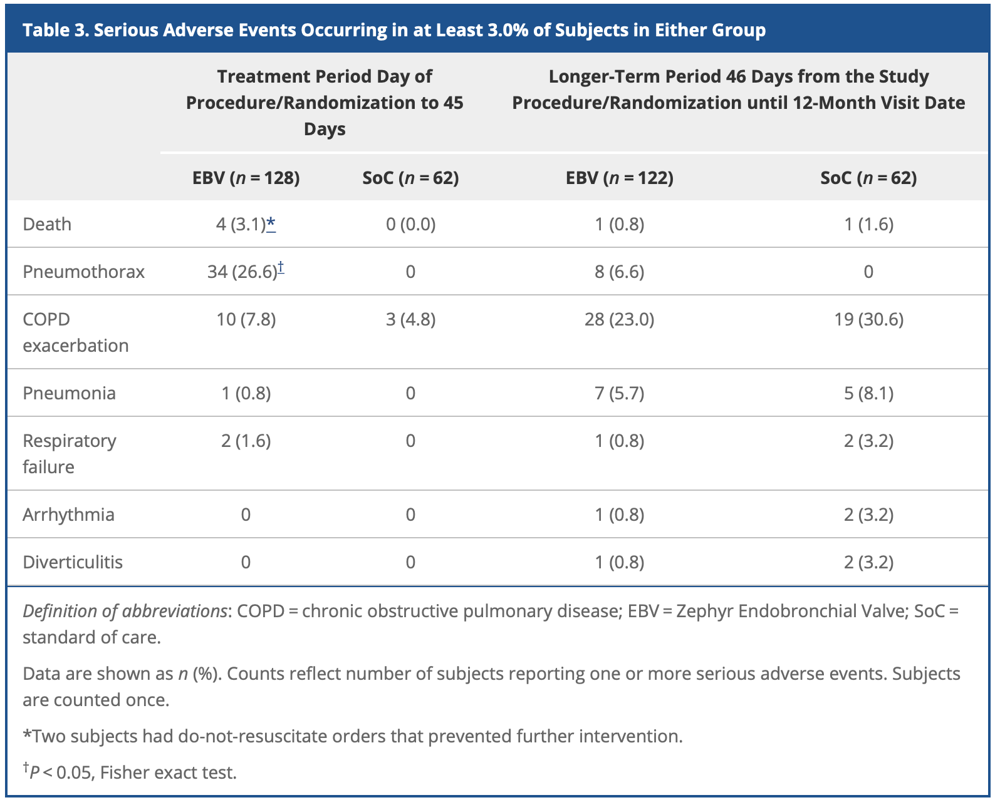 Table 3. Serious Adverse Events Occurring in at Least 3.0% of Subjects in Either Group
Treatment Period Day of
Procedure/Randomization to 45
Days
Longer-Term Period 46 Days from the Study
Procedure/Randomization until 12-Month Visit Date
EBV (n = 128) SoC (n = 62) EBV (n = 122) SoC (n = 62)
Death 4 (3.1)* 0 (0.0) 1 (0.8) 1 (1.6)
Pneumothorax 34 (26.6)† 0 8 (6.6) 0
COPD 10 (7.8) 3 (4.8) 28 (23.0) 19 (30.6)
exacerbation
Pneumonia 1 (0.8) 0 7 (5.7) 5 (8.1)
Respiratory 2 (1.6) 0 1 (0.8) 2 (3.2)
failure
Arrhythmia 0 0 1 (0.8) 2 (3.2)
Diverticulitis 0 0 1 (0.8) 2 (3.2)
Definition of abbreviations: COPD = chronic obstructive pulmonary disease; EBV = Zephyr Endobronchial Valve; SoC =
standard of care.
Data are shown as n (%). Counts reflect number of subjects reporting one or more serious adverse events. Subjects
are counted once.
*Two subjects had do-not-resuscitate orders that prevented further intervention.
†P < 0.05, Fisher exact test.